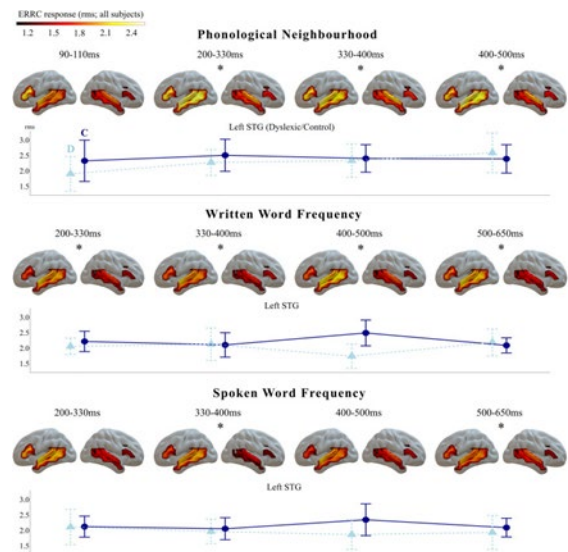 ERRC response (rms; all subjects)
1.2 1.5 1.8 2.1 2.4
Phonological Neighbourhood
90-110ms 200-330ms 330-400ms 400-500ms
* * *
Left STG (Dyslexic/Control)
rms
3.0
2.5
2.0
1.5
D C
Written Word Frequency
200-330ms 330-400ms 400-500ms 500-650ms
* * * *
Left STG
3.0
2.5
2.0
1.5
Spoken Word Frequency
200-330ms 330-400ms 400-500ms 500-650ms
* *
Left STG
3.0
2.5
2.0
1.5